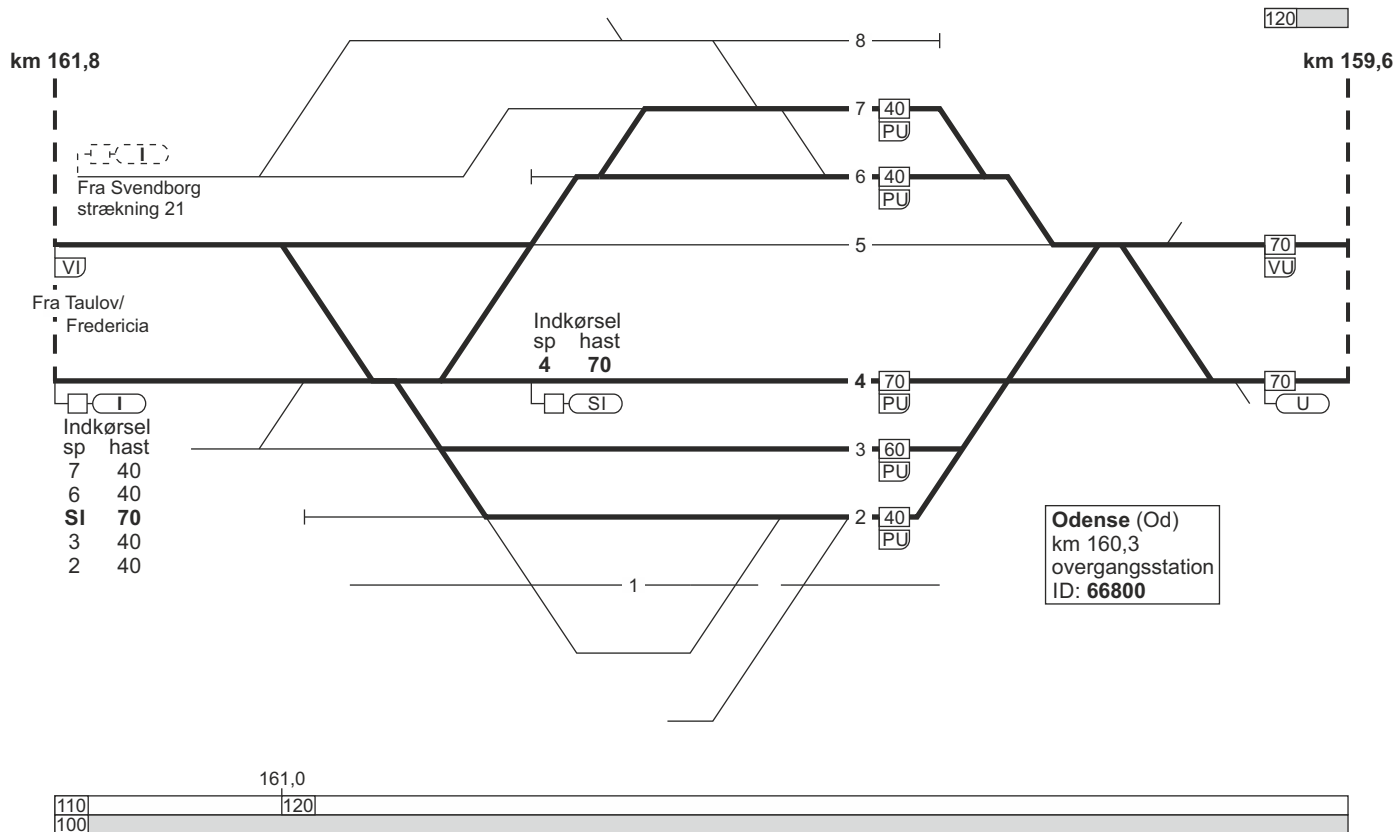 120
8
km 161,8
km 159,6
7 40
PU
I
6 40
PU
Fra Svendborg
strækning 21
5
70
VI
VU
Fra Taulov/
Fredericia
Indkørsel
sp hast
4 70
4 70
PU
70
I
SI
U
Indkørsel
sp hast
7 40
6 40
SI 70
3 40
2 40
3 60
PU
2 40
PU
Odense (Od)
km 160,3
overgangsstation
ID: 66800
1
161,0
110 120
100